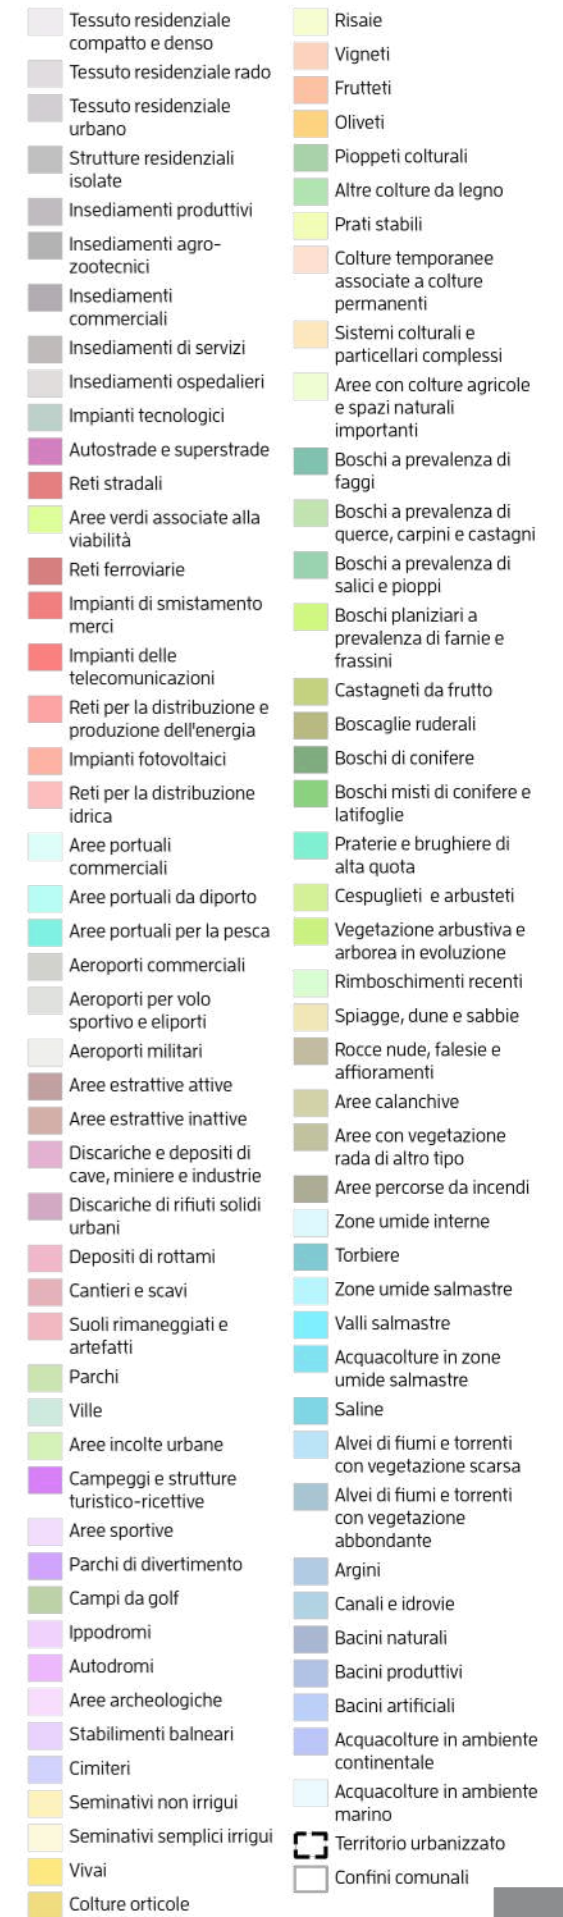 Tessuto residenziale
compatto e denso
Tessuto residenziale rado
Tessuto residenziale
urbano
Strutture residenziali
isolate
Insediamenti produttivi
Insediamenti agro-
zootecnici
Insediamenti
commerciali
Insediamenti di servizi
Insediamenti ospedalieri
Impianti tecnologici
Autostrade e superstrade
Reti stradali
Aree verdi associate alla
viabilità
Reti ferroviarie
Impianti di smistamento
merci
Impianti delle
telecomunicazioni
Reti per la distribuzione e
produzione dell'energia
Impianti fotovoltaici
Reti per la distribuzione
idrica
Aree portuali
commerciali
Aree portuali da diporto
Aree portuali per la pesca
Aeroporti commerciali
Aeroporti per volo
sportivo e eliporti
Aeroporti militari
Aree estrattive attive
Aree estrattive inattive
Discariche e depositi di
cave, miniere e industrie
Discariche di rifiuti solidi
urbani
Depositi di rottami
Cantieri e scavi
Suoli rimaneggiati e
artefatti
Parchi
Ville
Aree incolte urbane
Campeggi e strutture
turistico-ricettive
Aree sportive
Parchi di divertimento
Campi da golf
Ippodromi
Autodromi
Aree archeologiche
Stabilimenti balneari
Cimiteri
Seminativi non irrigui
Seminativi semplici irrigui
Vivai
Colture orticole
Risaie
Vigneti
Frutteti
Oliveti
Pioppeti colturali
Altre colture da legno
Prati stabili
Colture temporanee
associate a colture
permanenti
Sistemi colturali e
particellari complessi
Aree con colture agricole
e spazi naturali
importanti
Boschi a prevalenza di
faggi
Boschi a prevalenza di
querce, carpini e castagni
Boschi a prevalenza di
salici e pioppi
Boschi planiziari a
prevalenza di farnie e
frassini
Castagneti da frutto
Boscaglie ruderali
Boschi di conifere
Boschi misti di conifere e
latifoglie
Praterie e brughiere di
alta quota
Cespuglieti e arbusteti
Vegetazione arbustiva e
arborea in evoluzione
Rimboschimenti recenti
Spiagge, dune e sabbie
Rocce nude, falesie e
affioramenti
Aree calanchive
Aree con vegetazione
rada di altro tipo
Aree percorse da incendi
Zone umide interne
Torbiere
Zone umide salmastre
Valli salmastre
Acquacolture in zone
umide salmastre
Saline
Alvei di fiumi e torrenti
con vegetazione scarsa
Alvei di fiumi e torrenti
con vegetazione
abbondante
Argini
Canali e idrovie
Bacini naturali
Bacini produttivi
Bacini artificiali
Acquacolture in ambiente
continentale
Acquacolture in ambiente
marino
Territorio urbanizzato
Confini comunali